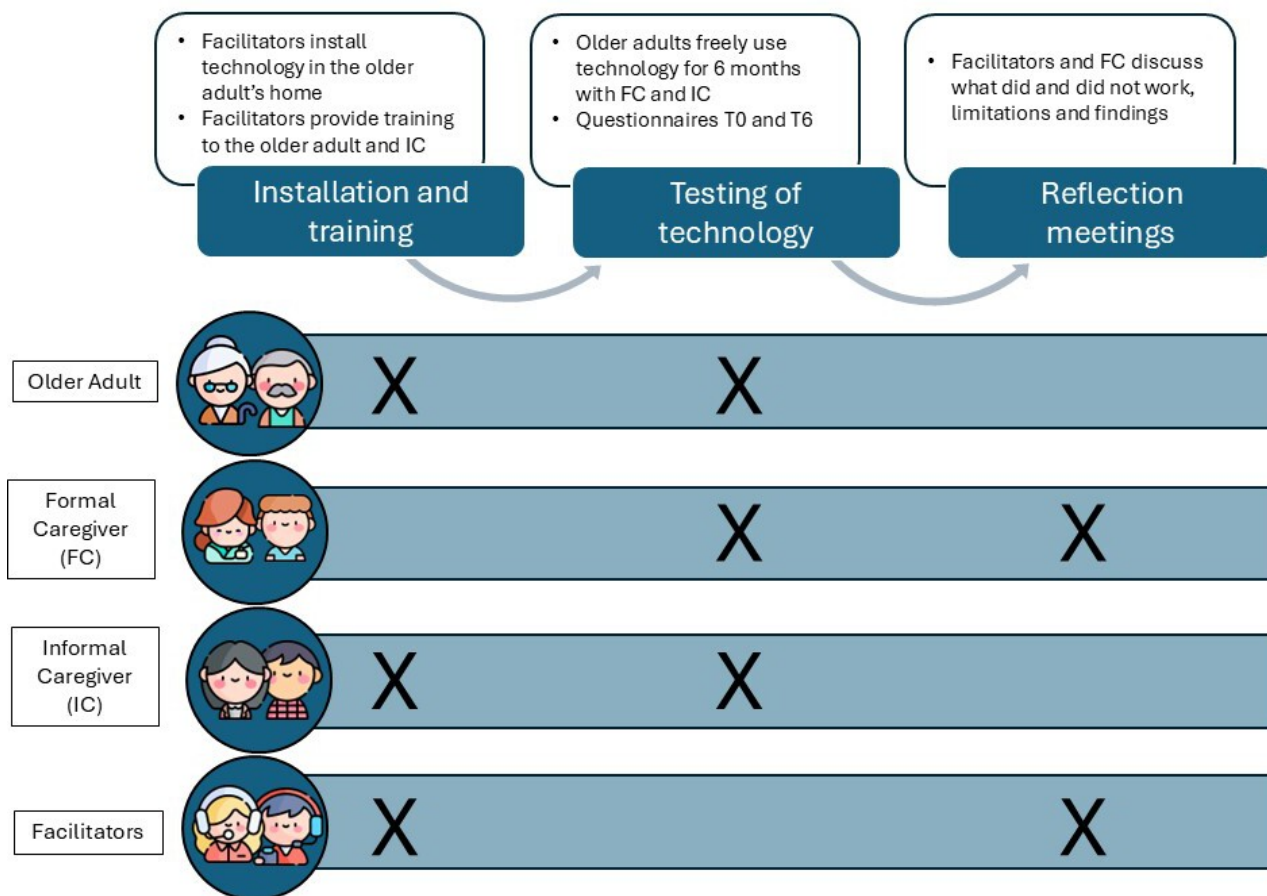 • Facilitators install
technology in the older
adult's home
• Facilitators provide training
to the older adult and IC
Installation and
training
• Older adults freely use
technology for 6 months
with FC and IC
• Questionnaires T0 and T6
Testing of
technology
• Facilitators and FC discuss
what did and did not work,
limitations and findings
Reflection
meetings
Older Adult
X X
Formal
Caregiver
(FC)
X X
Informal
Caregiver
(IC)
X X
Facilitators
X X